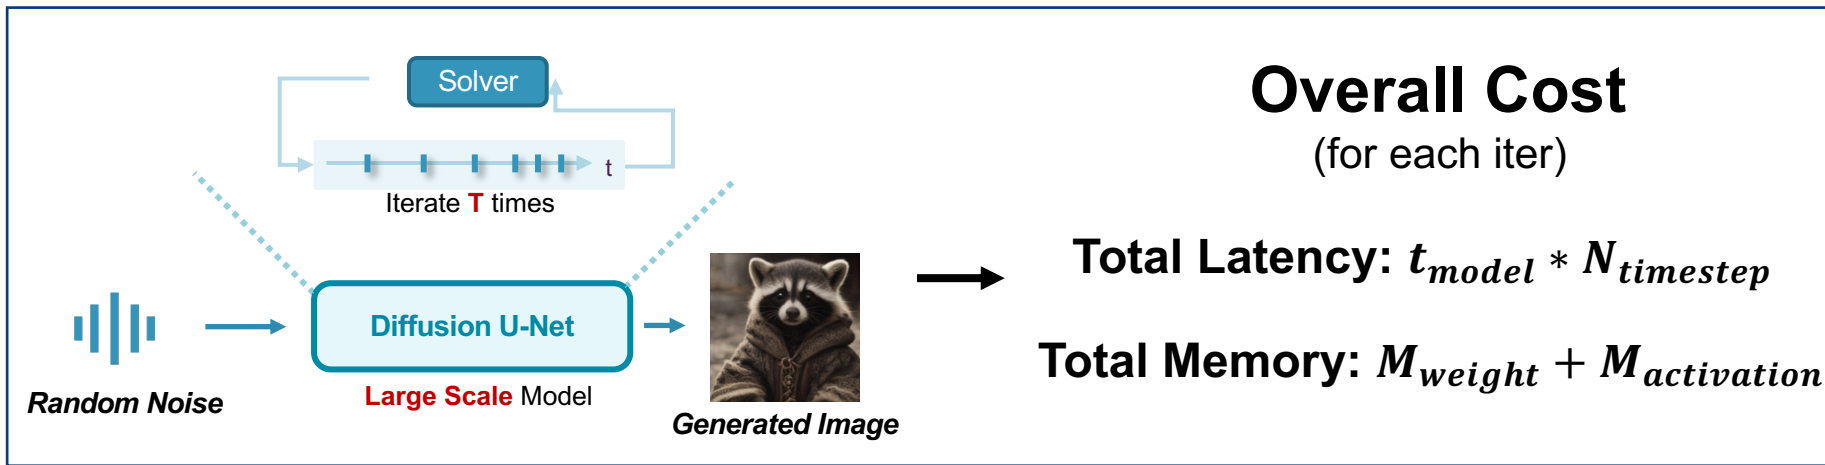 Solver
t
Iterate T times
Diffusion U-Net
Large Scale Model
Random Noise
Generated Image
Overall Cost
(for each iter)
Total Latency: t_model * N_timestep
Total Memory: M_weight + M_activation